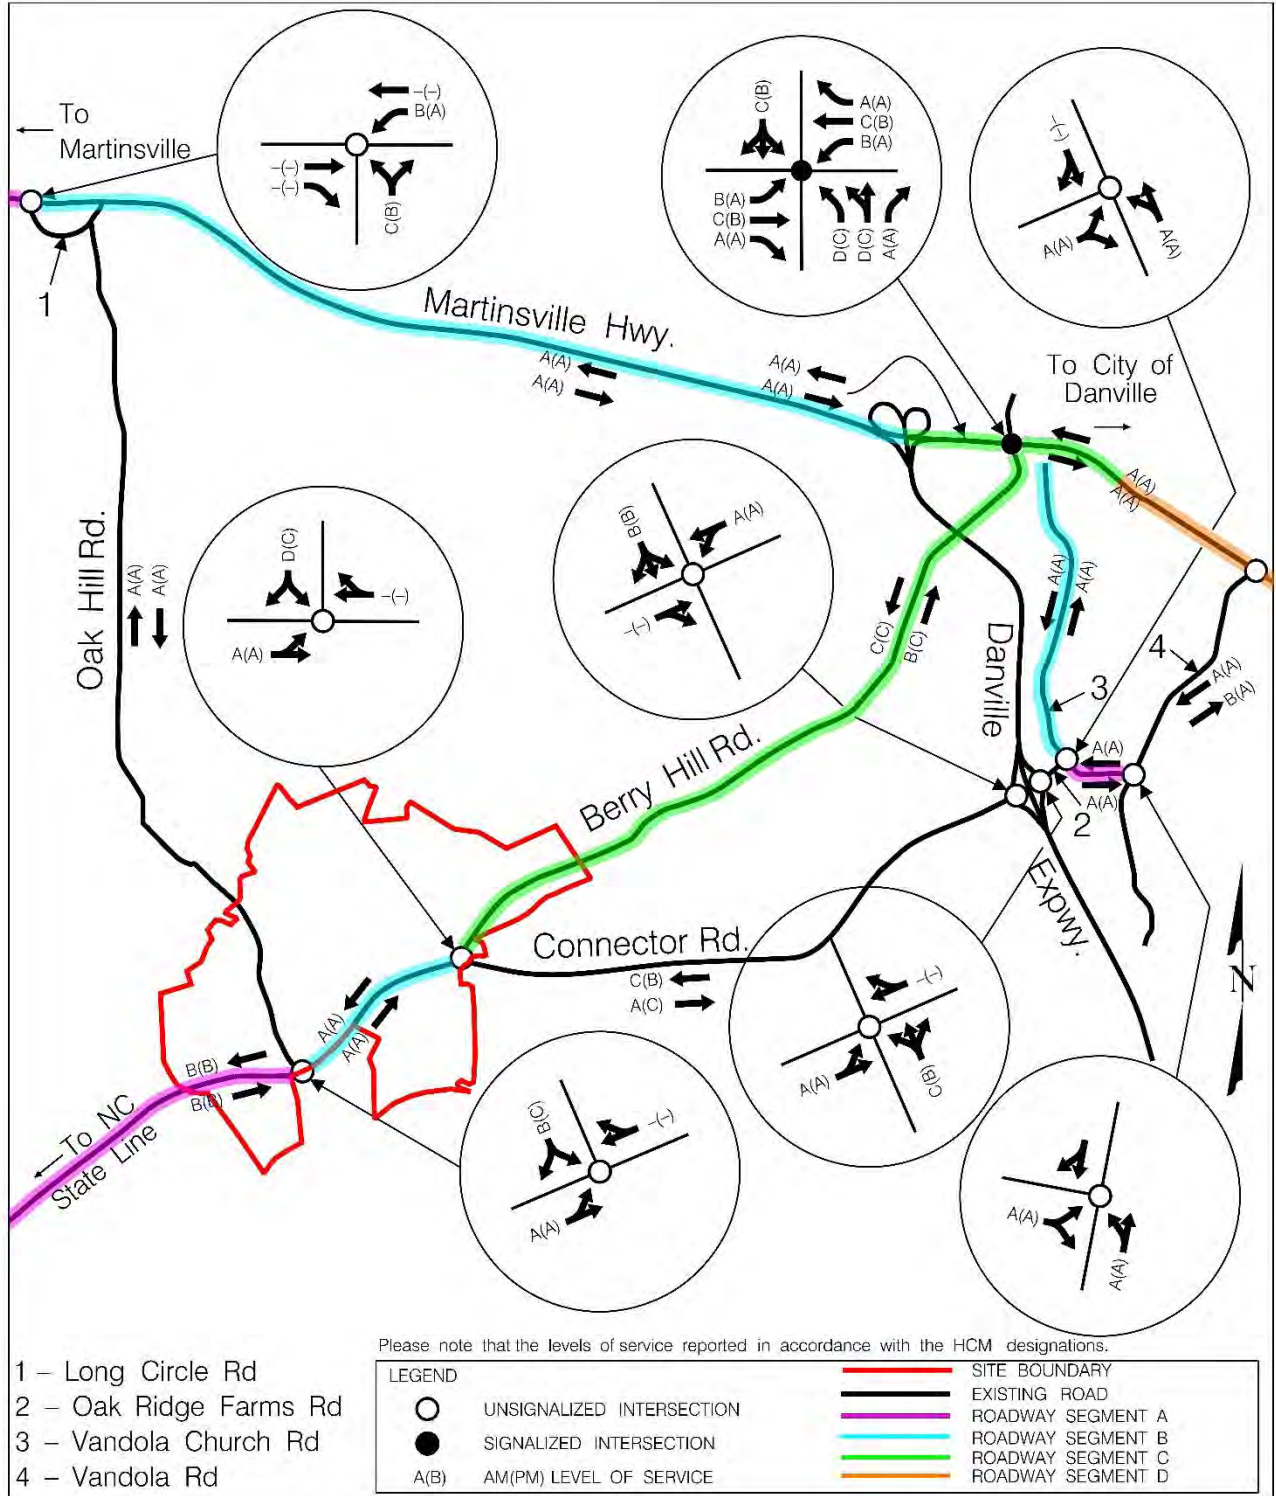 To
Martinsville
-(-)
B(A)
-(-)
-(-)
C(B)
C(B)
A(A)
C(B)
B(A)
B(A)
C(B)
A(A)
D(C)
D(C)
A(A)
-(-)
A(A)
A(A)
1
Martinsville Hwy.
A(A)
A(A)
A(A)
A(A)
To City of
Danville
A(A)
A(A)
Oak Hill Rd.
A(A)
A(A)
D(C)
-(-)
A(A)
B(B)
A(A)
-(-)
C(C)
B(C)
Danville
Expwy.
A(A)
A(A)
3
4
A(A)
B(A)
A(A)
A(A)
2
Berry Hill Rd.
Connector Rd.
C(B)
A(C)
A(A)
A(A)
B(B)
B(B)
To NC
State Line
-(-)
A(A)
C(B)
N
B(C)
-(-)
A(A)
A(A)
A(A)
Please note that the levels of service reported in accordance with the HCM designations.
1 - Long Circle Rd
2 - Oak Ridge Farms Rd
3 - Vandola Church Rd
4 - Vandola Rd
LEGEND
UNSIGNALIZED INTERSECTION
SIGNALIZED INTERSECTION
A(B) AM(PM) LEVEL OF SERVICE
SITE BOUNDARY
EXISTING ROAD
ROADWAY SEGMENT A
ROADWAY SEGMENT B
ROADWAY SEGMENT C
ROADWAY SEGMENT D